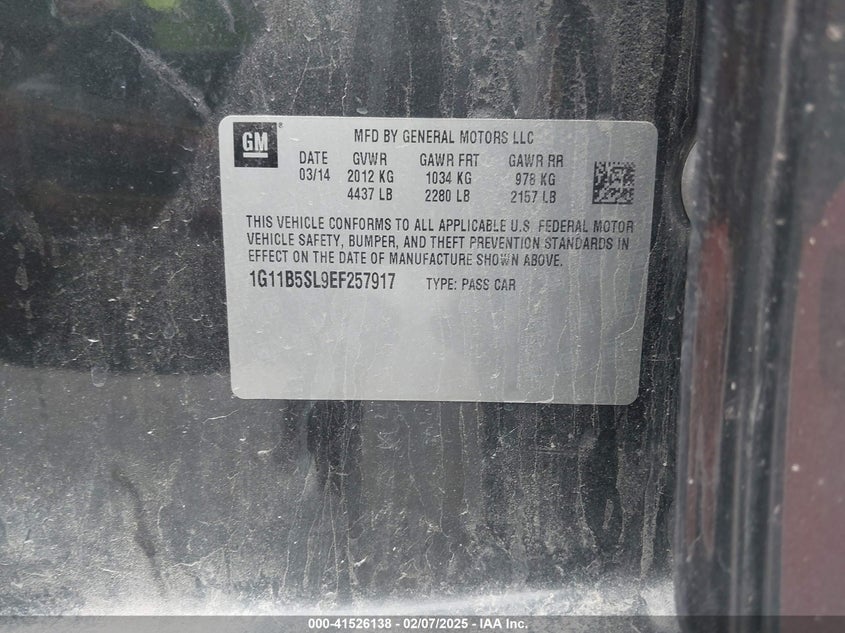 GM
MFD BY GENERAL MOTORS LLC
DATE GVWR GAWR FRT GAWR RR
03/14 2012 KG 1034 KG 978 KG
4437 LB 2280 LB 2157 LB
THIS VEHICLE CONFORMS TO ALL APPLICABLE U.S. FEDERAL MOTOR
VEHICLE SAFETY, BUMPER, AND THEFT PREVENTION STANDARDS IN
EFFECT ON THE DATE OF MANUFACTURE SHOWN ABOVE.
1G11B5SL9EF257917 TYPE: PASS CAR
000-41526138 - 02/07/2025 - IAA Inc.